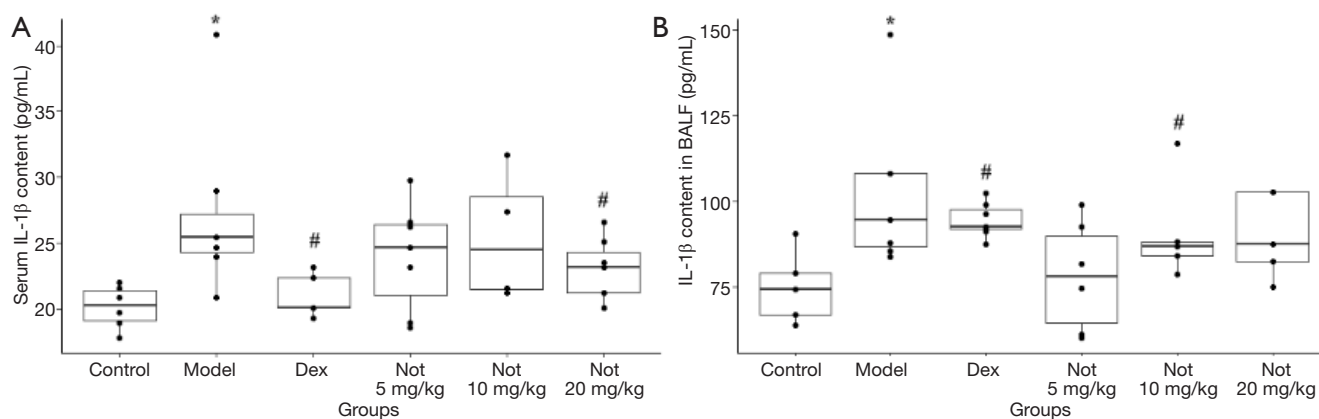 A
Serum IL-1β content (pg/mL)
40
35
30
25
20
*
#
#
Control Model Dex Not Not Not
5 mg/kg 10 mg/kg 20 mg/kg
Groups
B
IL-1β content in BALF (pg/mL)
150
125
100
75
*
#
#
Control Model Dex Not Not Not
5 mg/kg 10 mg/kg 20 mg/kg
Groups